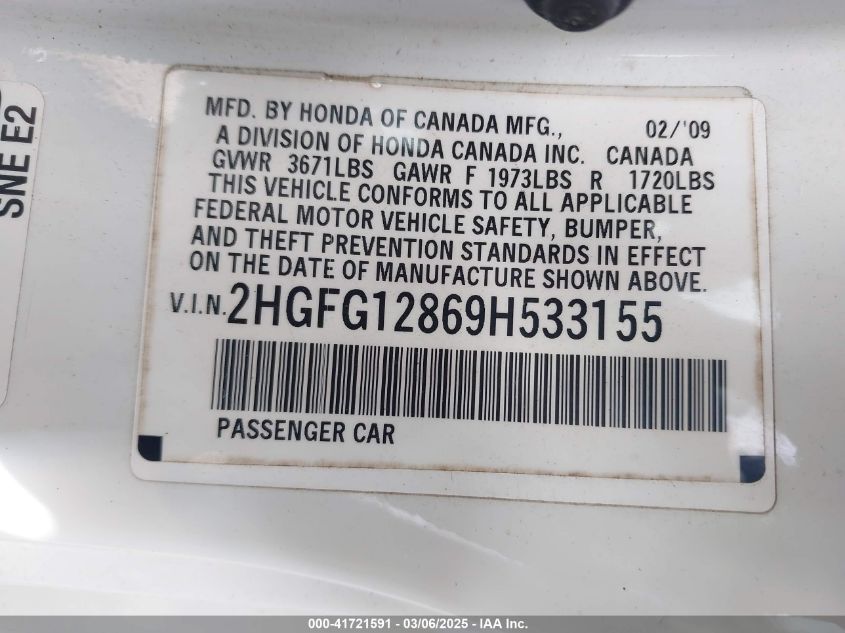 SNE E2
MFD. BY HONDA OF CANADA MFG., 02/'09
A DIVISION OF HONDA CANADA INC. CANADA
GVWR 3671LBS GAWR F 1973LBS R 1720LBS
THIS VEHICLE CONFORMS TO ALL APPLICABLE
FEDERAL MOTOR VEHICLE SAFETY, BUMPER,
AND THEFT PREVENTION STANDARDS IN EFFECT
ON THE DATE OF MANUFACTURE SHOWN ABOVE.
V.I.N. 2HGFG12869H533155
PASSENGER CAR
000-41721591 - 03/06/2025 - IAA Inc.